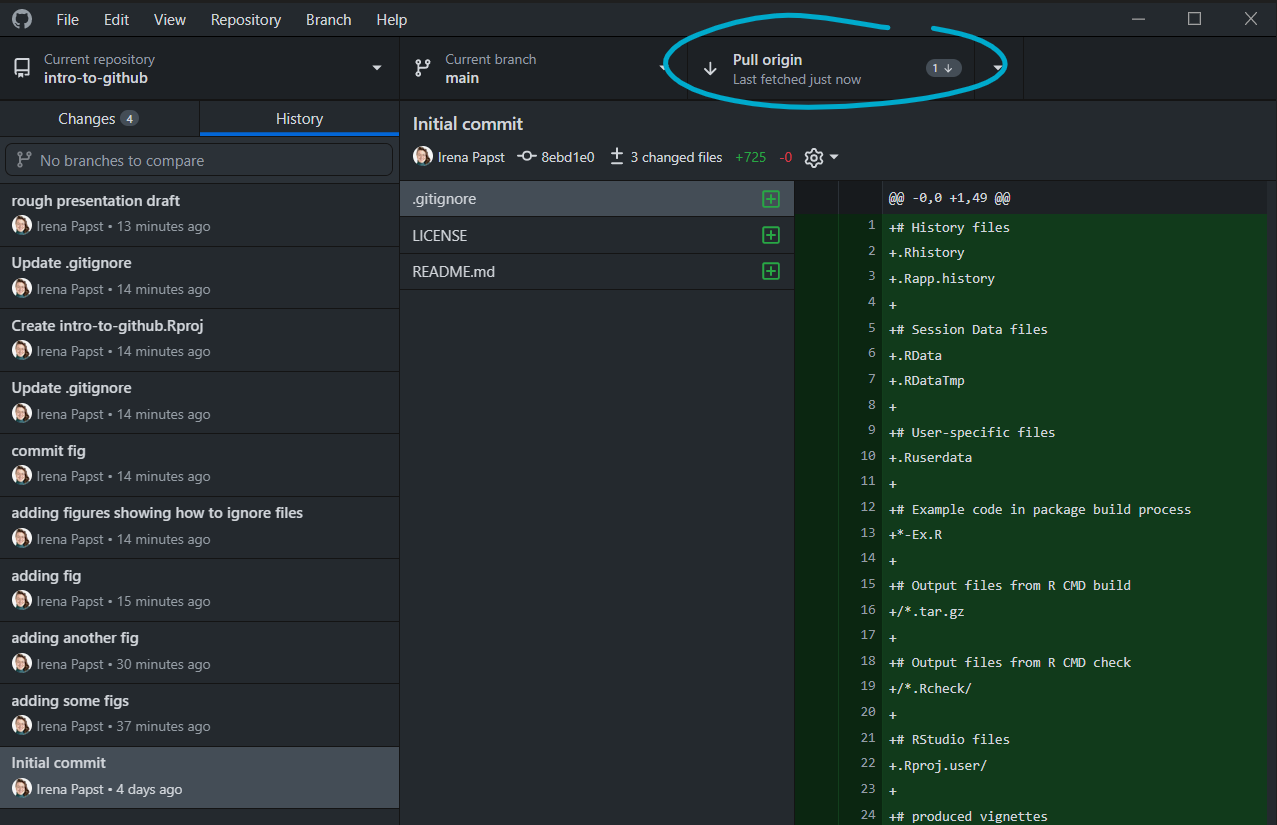 File Edit View Repository Branch Help
Current repository
intro-to-github
Current branch
main
Pull origin
Last fetched just now
1
Changes 4
History
No branches to compare
rough presentation draft
Irena Papst • 13 minutes ago
Update .gitignore
Irena Papst • 14 minutes ago
Create intro-to-github.Rproj
Irena Papst • 14 minutes ago
Update .gitignore
Irena Papst • 14 minutes ago
commit fig
Irena Papst • 14 minutes ago
adding figures showing how to ignore files
Irena Papst • 14 minutes ago
adding fig
Irena Papst • 15 minutes ago
adding another fig
Irena Papst • 30 minutes ago
adding some figs
Irena Papst • 37 minutes ago
Initial commit
Irena Papst • 4 days ago
Initial commit
Irena Papst 8ebd1e0 3 changed files +725 -0
.gitignore
LICENSE
README.md
@@ -0,0 +1,49 @@
1 +# History files
2 +.Rhistory
3 +.Rapp.history
4 +
5 +# Session Data files
6 +.RData
7 +.RDataTmp
8 +
9 +# User-specific files
10 +.Ruserdata
11 +
12 +# Example code in package build process
13 +*-Ex.R
14 +
15 +# Output files from R CMD build
16 +/*.tar.gz
17 +
18 +# Output files from R CMD check
19 +/*.Rcheck/
20 +
21 +# RStudio files
22 +.Rproj.user/
23 +
24 +# produced vignettes